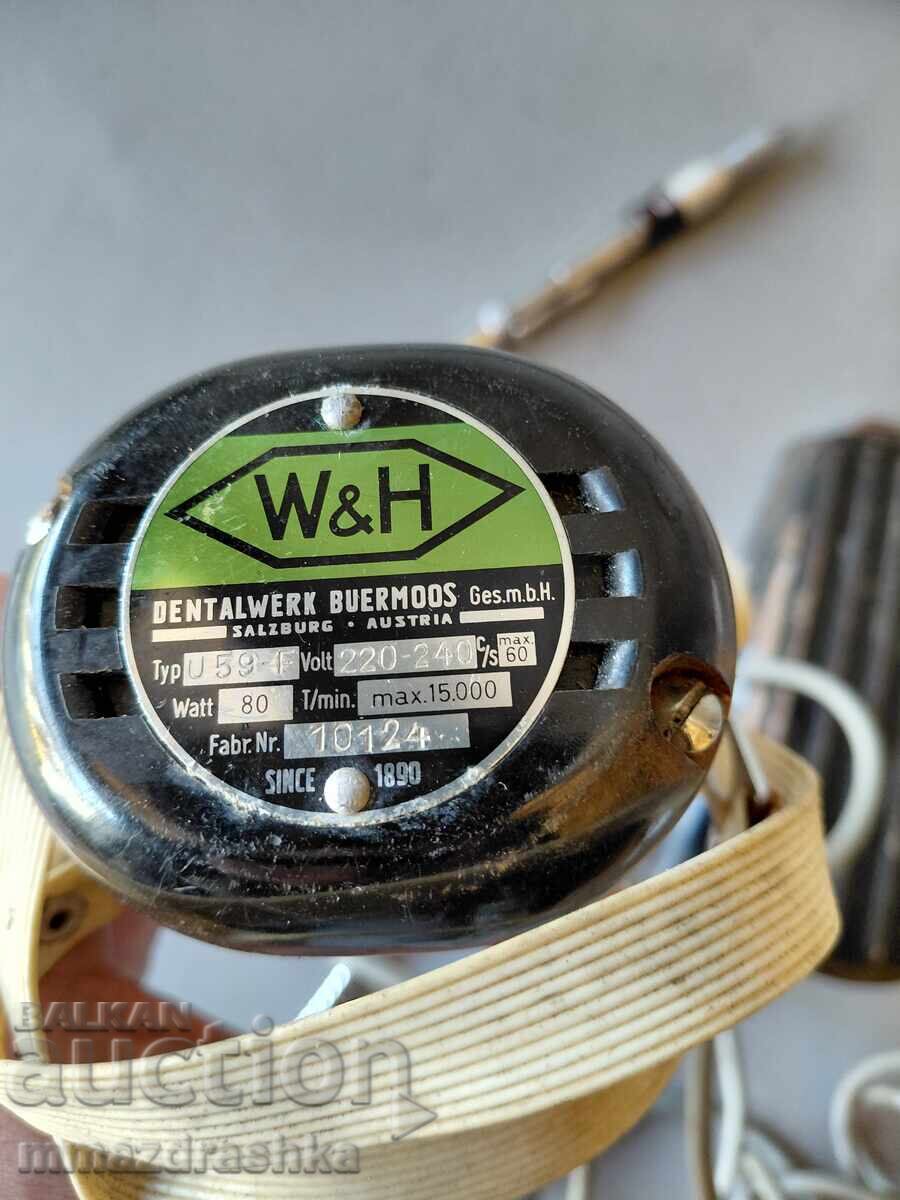 W&H
DENTALWERK BUERMOOS Ges.m.b.H.
SALZBURG · AUSTRIA
Typ U 59-F Volt 220-240 c/s max. 60
Watt 80 T/min. max. 15.000
Fabr. Nr. 10124
SINCE 1890
BALKAN
auction
mmazdrashka